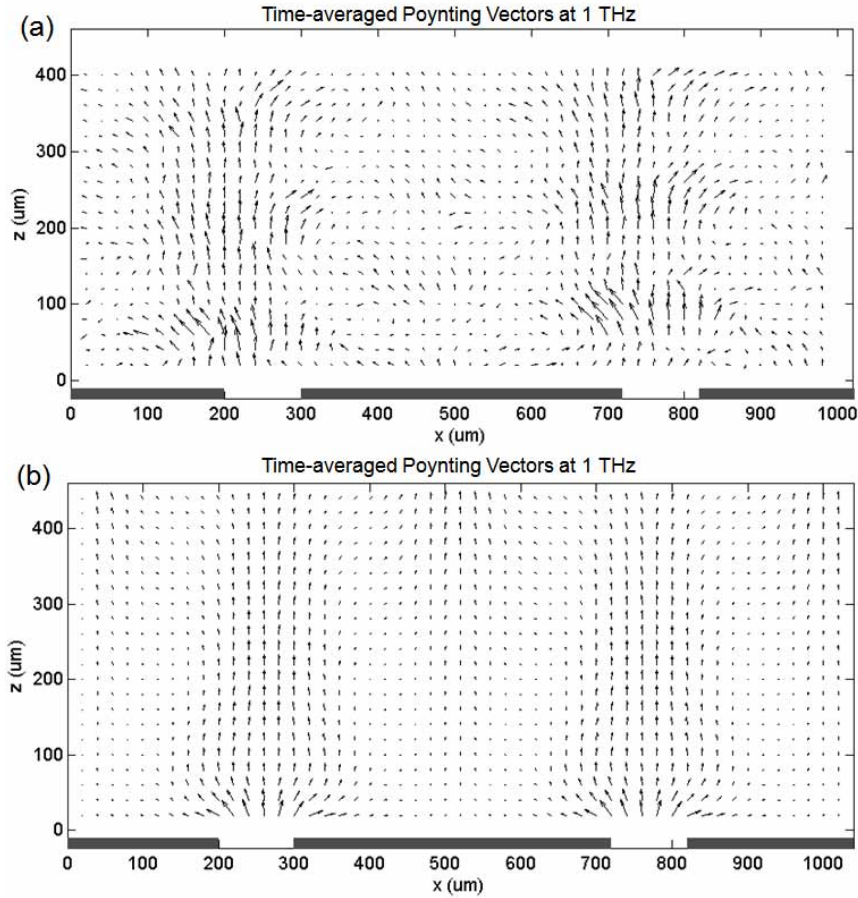 (a) Time-averaged Poynting Vectors at 1 THz
400
300
200
100
0
z (um)
0 100 200 300 400 500 600 700 800 900 1000
x (um)
(b) Time-averaged Poynting Vectors at 1 THz
400
300
200
100
0
z (um)
0 100 200 300 400 500 600 700 800 900 1000
x (um)